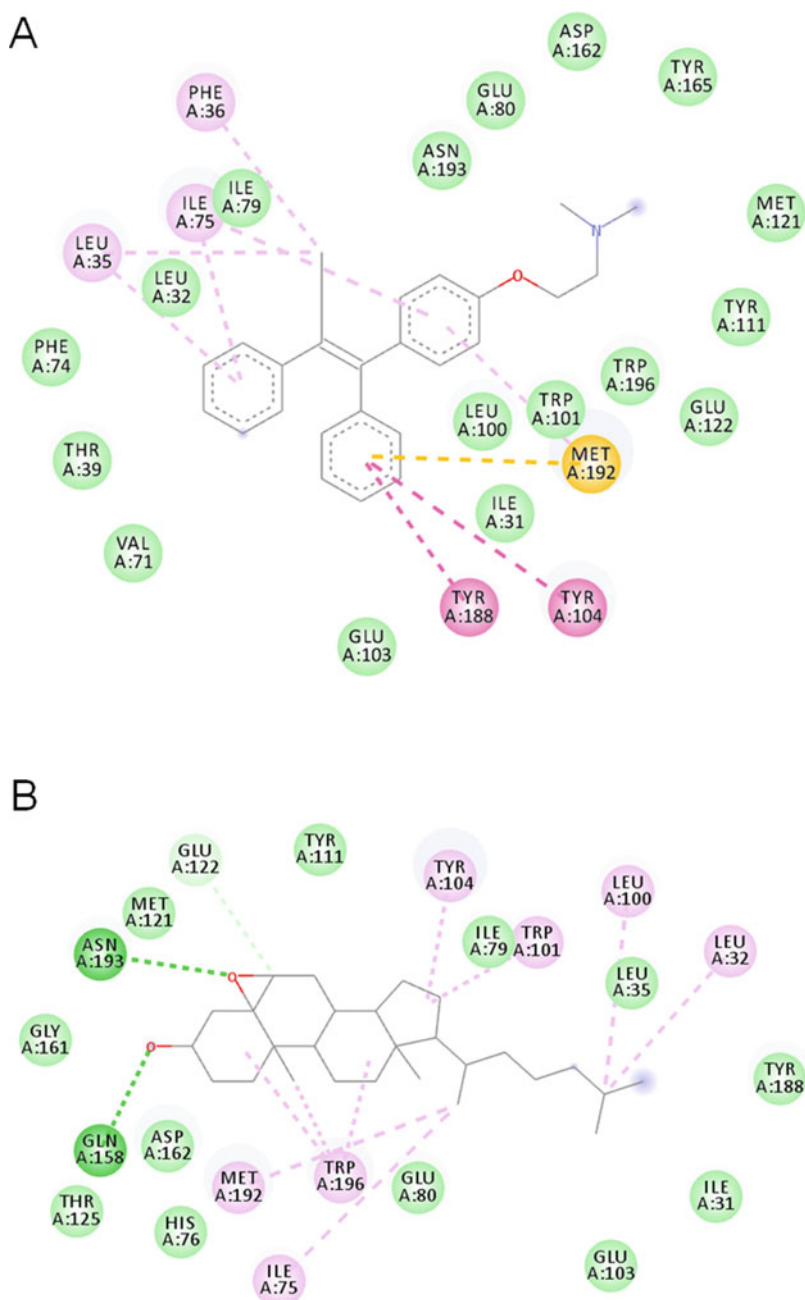 A
ASP
A:162
TYR
A:165
PHE
A:36
GLU
A:80
ASN
A:193
ILE
A:79
ILE
A:75
MET
A:121
LEU
A:35
LEU
A:32
N
O
TYR
A:111
PHE
A:74
TRP
A:196
TRP
A:101
LEU
A:100
GLU
A:122
THR
A:39
MET
A:192
ILE
A:31
VAL
A:71
TYR
A:188
TYR
A:104
GLU
A:103
B
TYR
A:111
GLU
A:122
TYR
A:104
LEU
A:100
MET
A:121
ILE
A:79
TRP
A:101
ASN
A:193
LEU
A:32
LEU
A:35
O
GLY
A:161
O
TYR
A:188
GLN
A:158
ASP
A:162
MET
A:192
TRP
A:196
GLU
A:80
THR
A:125
HIS
A:76
ILE
A:31
ILE
A:75
GLU
A:103